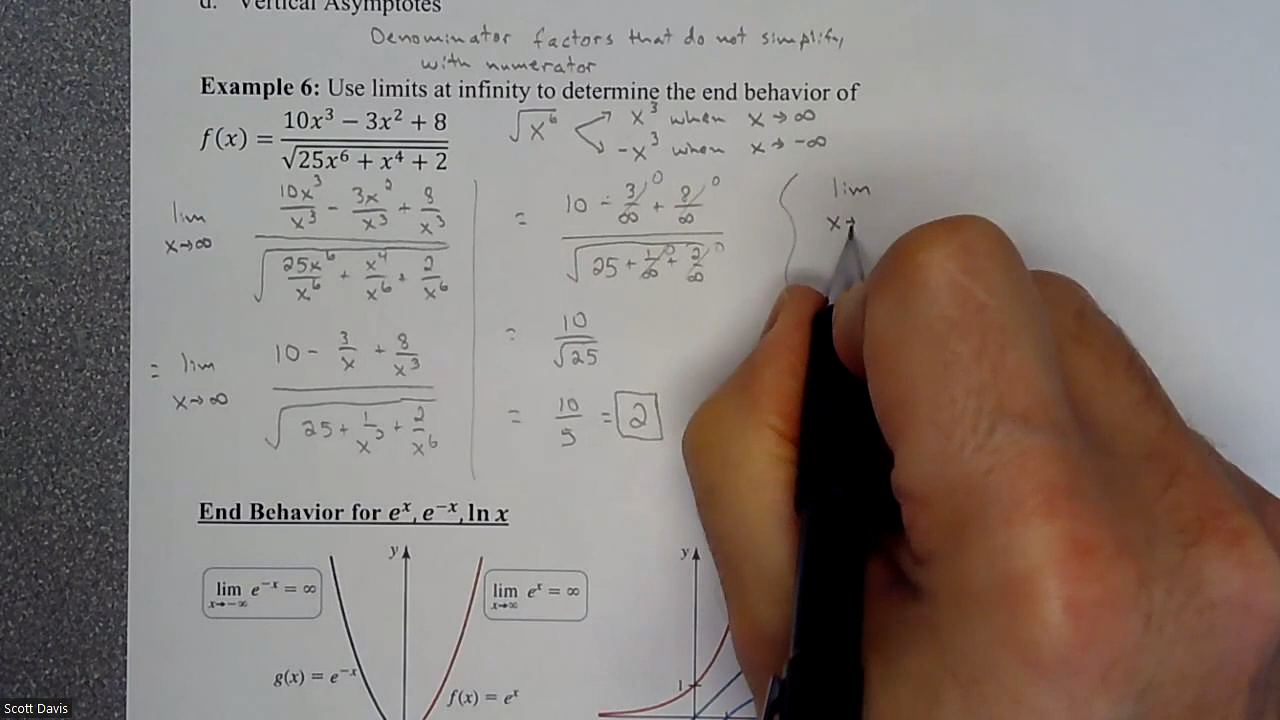 d. Vertical Asymptotes
Denominator factors that do not simplify
with numerator
Example 6: Use limits at infinity to determine the end behavior of
f(x) = (10x³ − 3x² + 8)/√(25x⁶ + x⁴ + 2)
√x⁶ x³ when x → ∞
-x³ when x → -∞
lim x→∞ (10x³/x³ - 3x²/x³ + 8/x³)/√(25x⁶/x⁶ + x⁴/x⁶ + 2/x⁶)
= lim x→∞ (10 - 3/x + 8/x³)/√(25 + 1/x² + 2/x⁶)
= (10 - 3/∞ 0 + 8/∞ 0)/√(25 + 1/∞ 0 + 2/∞ 0)
= 10/√25
= 10/5 = 2
lim
x→
End Behavior for eˣ, e⁻ˣ, ln x
y
lim x→−∞ e⁻ˣ = ∞
lim x→∞ eˣ = ∞
g(x) = e⁻ˣ
f(x) = eˣ
y
1
Scott Davis